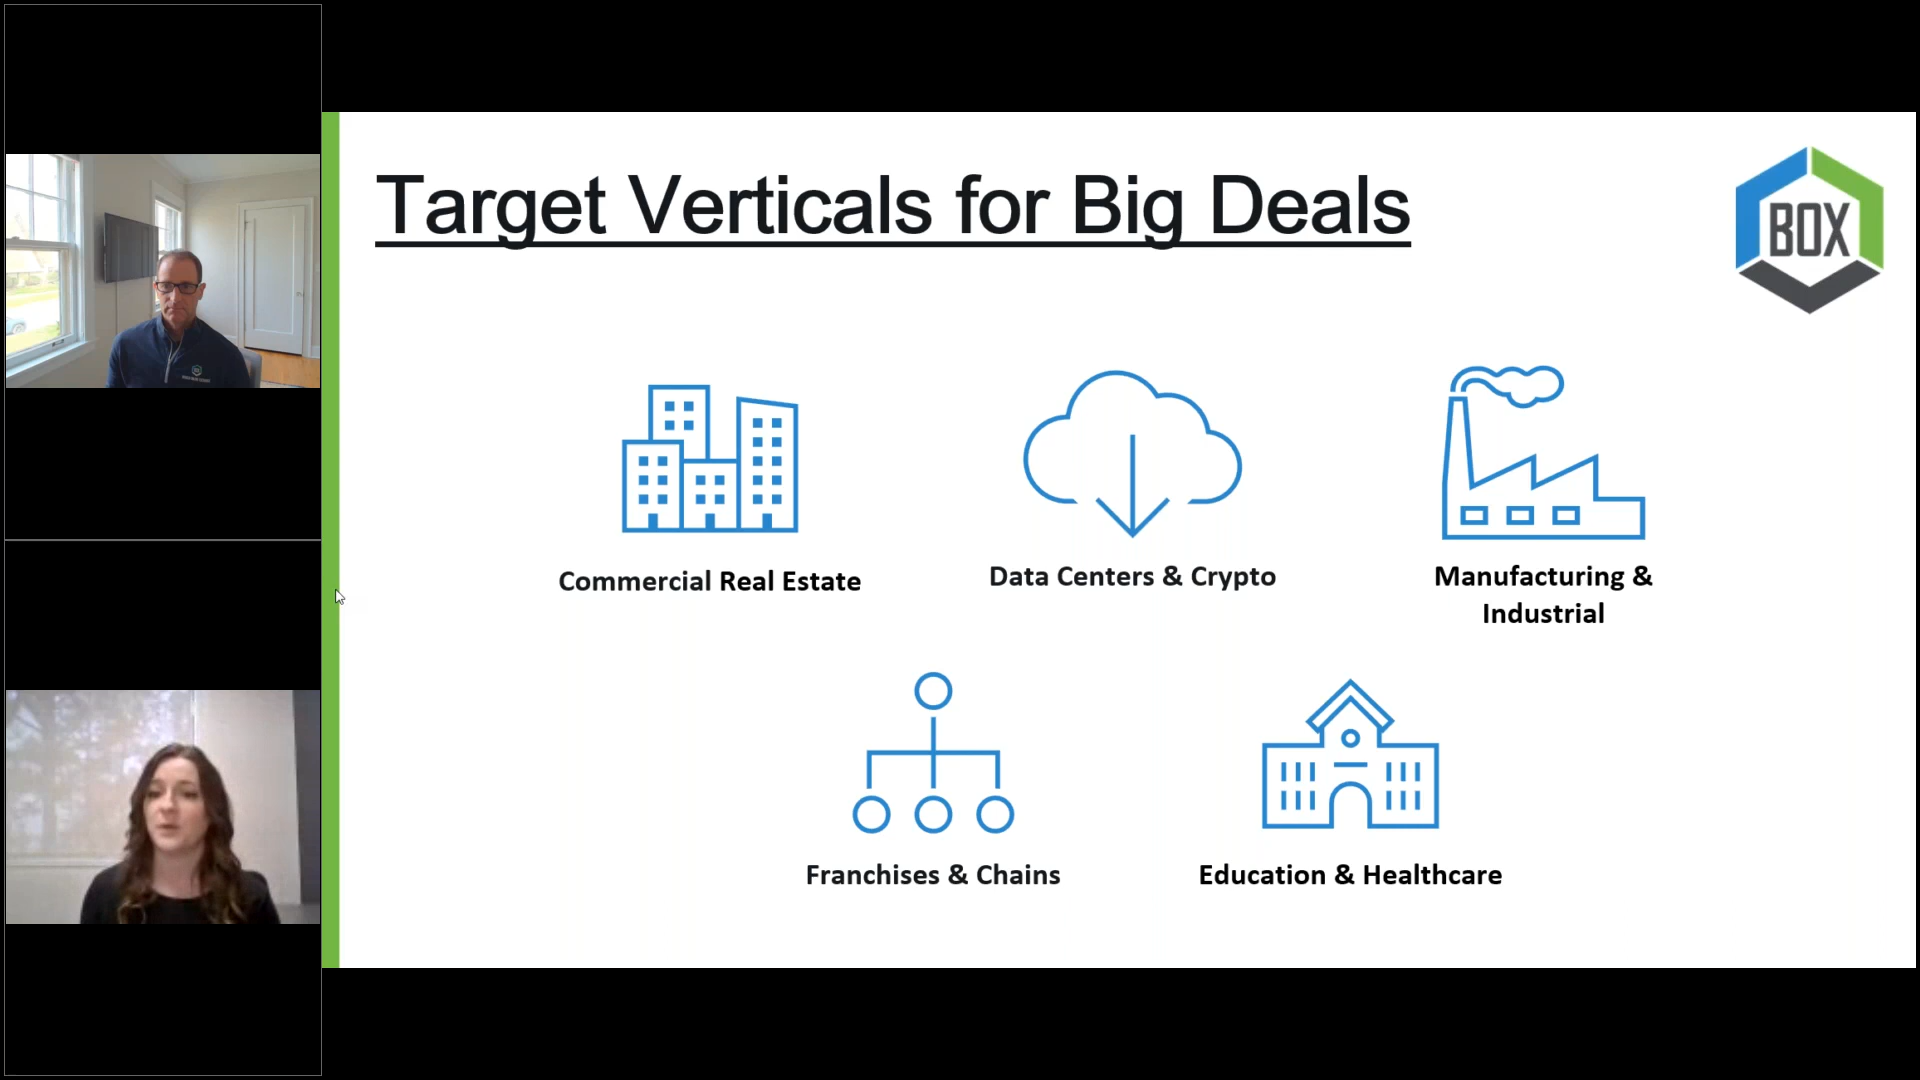 Target Verticals for Big Deals
BOX
Commercial Real Estate
Data Centers & Crypto
Manufacturing &
Industrial
Franchises & Chains
Education & Healthcare